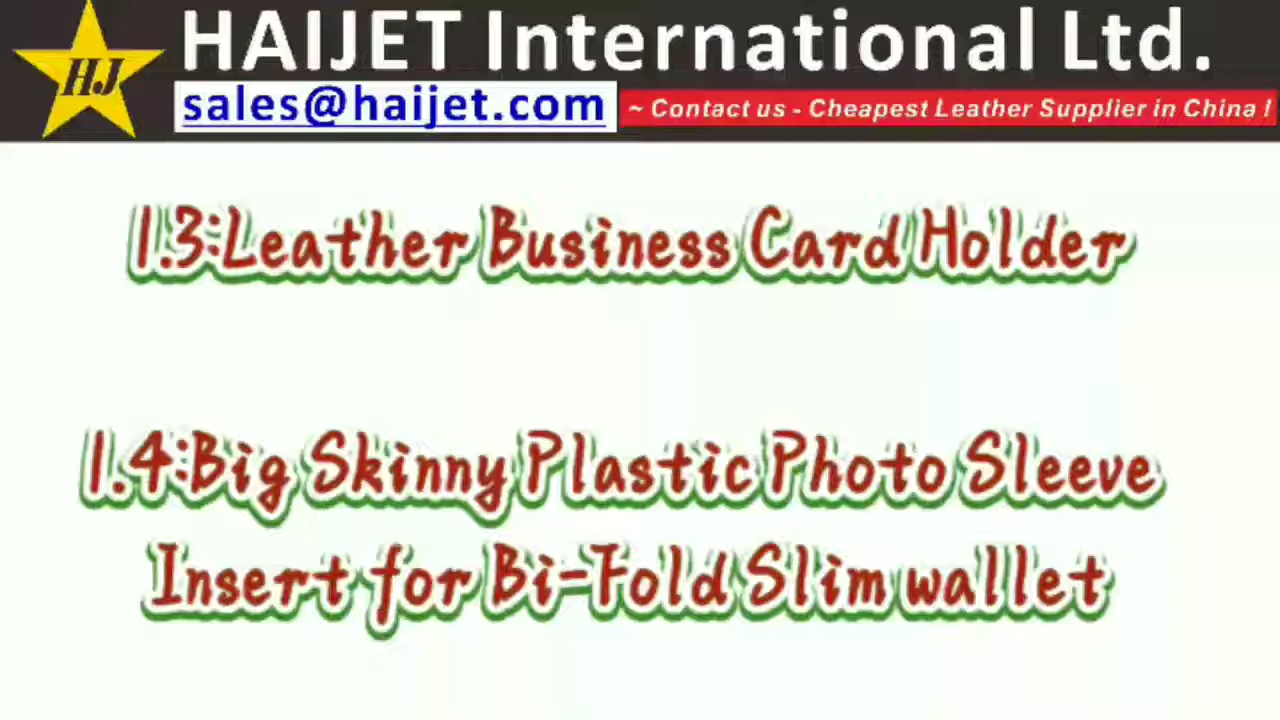 HJ
HAIJET International Ltd.
sales@haijet.com
~ Contact us - Cheapest Leather Supplier in China !
1.3:Leather Business Card Holder
1.4:Big Skinny Plastic Photo Sleeve
Insert for Bi-Fold Slim wallet